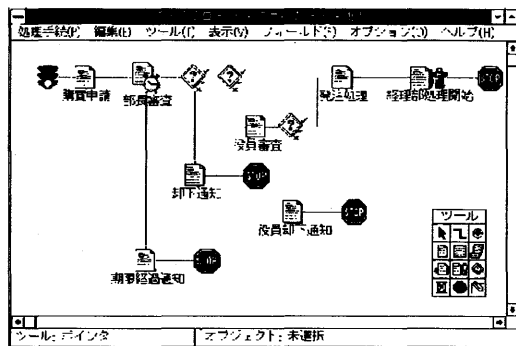 処理手続(P) 編集(E) ツール(T) 表示(V) フィールド(F) オプション(O) ヘルプ(H)
購買申請
部長審査
発注処理
経理部処理開始
STOP
役員審査
却下通知
STOP
役員却下通知
STOP
期限経過通知
STOP
ツール
ツール: ポインタ
オブジェクト: 未選択